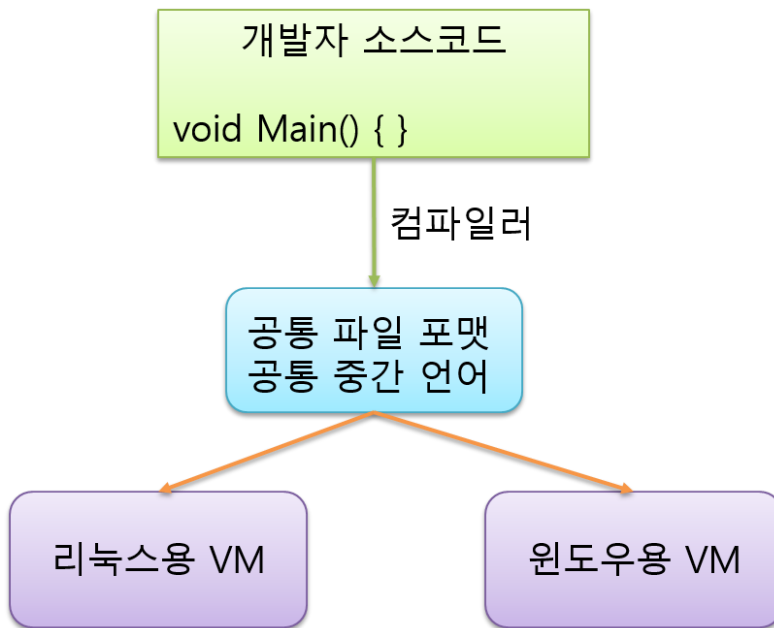 개발자 소스코드
void Main() { }
컴파일러
공통 파일 포맷
공통 중간 언어
리눅스용 VM
윈도우용 VM